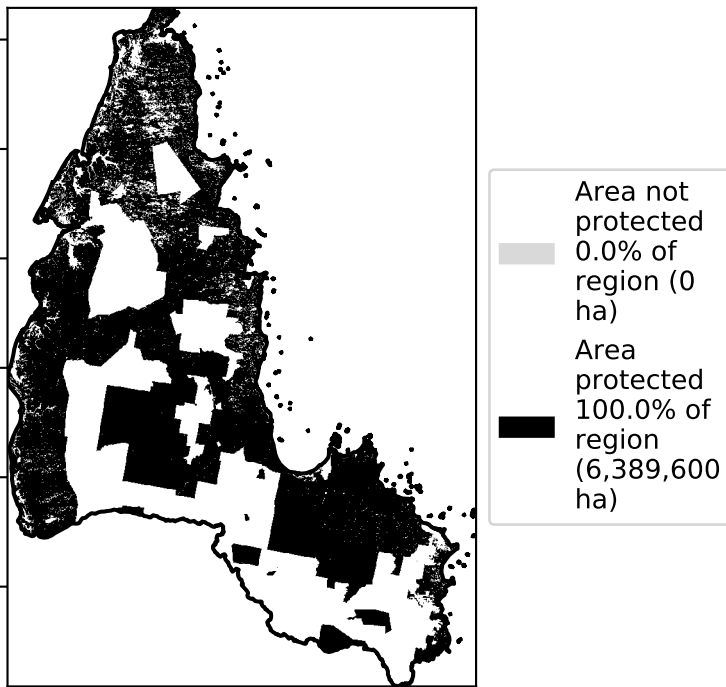 Area not
protected
0.0% of
region (0
ha)
Area
protected
100.0% of
region
(6,389,600
ha)